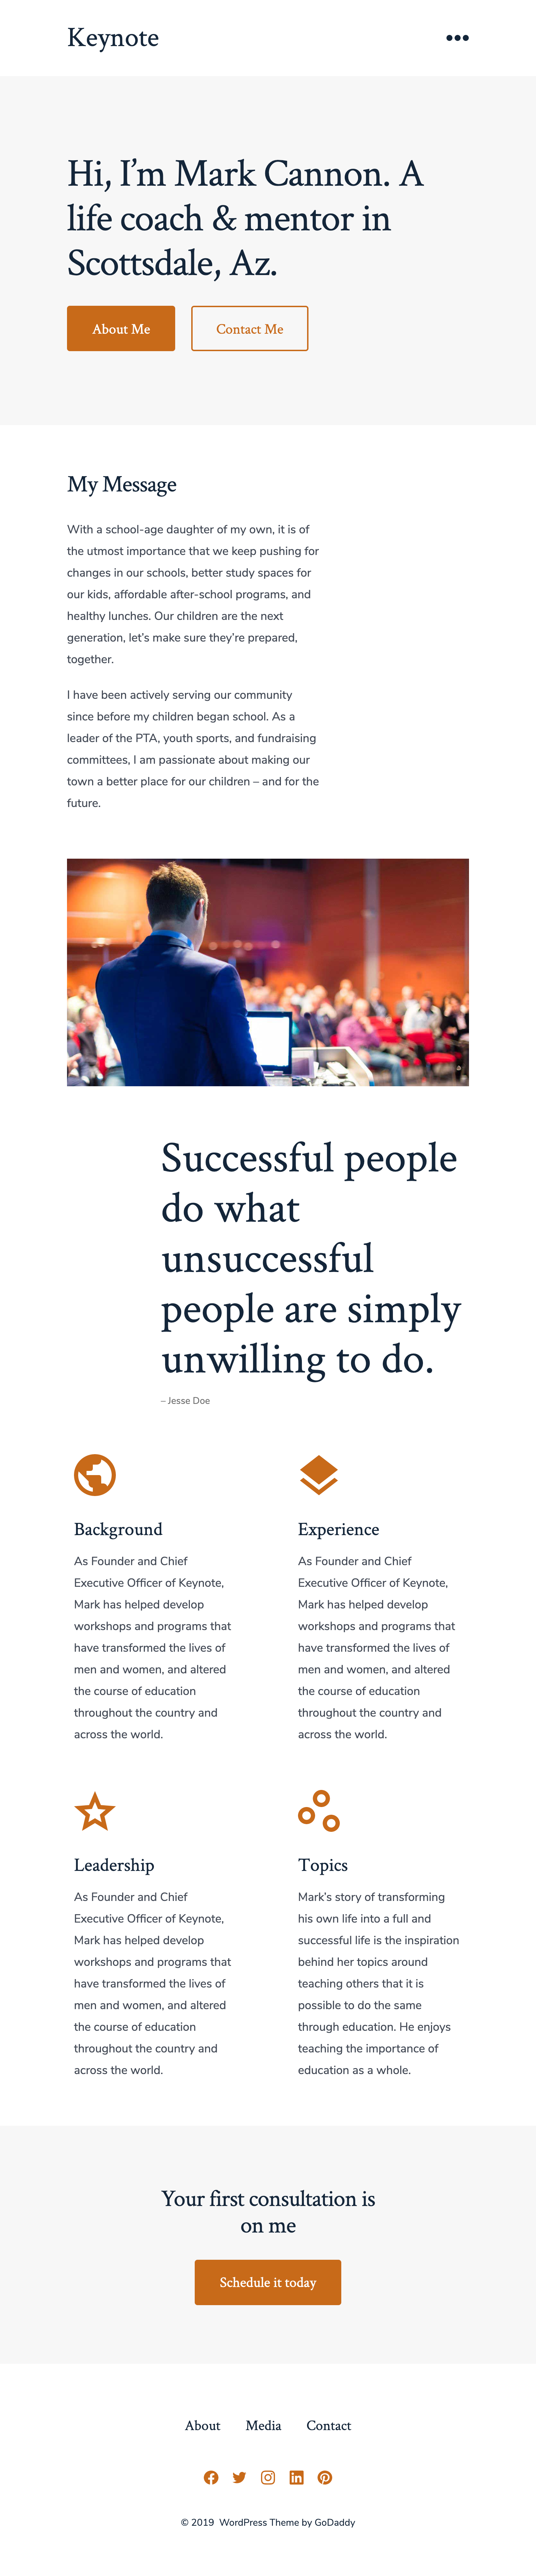 Keynote
Hi, I’m Mark Cannon. A
life coach & mentor in
Scottsdale, Az.
About Me
Contact Me
My Message
With a school-age daughter of my own, it is of
the utmost importance that we keep pushing for
changes in our schools, better study spaces for
our kids, affordable after-school programs, and
healthy lunches. Our children are the next
generation, let’s make sure they’re prepared,
together.
I have been actively serving our community
since before my children began school. As a
leader of the PTA, youth sports, and fundraising
committees, I am passionate about making our
town a better place for our children – and for the
future.
Successful people
do what
unsuccessful
people are simply
unwilling to do.
– Jesse Doe
Background
As Founder and Chief
Executive Officer of Keynote,
Mark has helped develop
workshops and programs that
have transformed the lives of
men and women, and altered
the course of education
throughout the country and
across the world.
Experience
As Founder and Chief
Executive Officer of Keynote,
Mark has helped develop
workshops and programs that
have transformed the lives of
men and women, and altered
the course of education
throughout the country and
across the world.
Leadership
As Founder and Chief
Executive Officer of Keynote,
Mark has helped develop
workshops and programs that
have transformed the lives of
men and women, and altered
the course of education
throughout the country and
across the world.
Topics
Mark’s story of transforming
his own life into a full and
successful life is the inspiration
behind her topics around
teaching others that it is
possible to do the same
through education. He enjoys
teaching the importance of
education as a whole.
Your first consultation is
on me
Schedule it today
About
Media
Contact
© 2019  WordPress Theme by GoDaddy